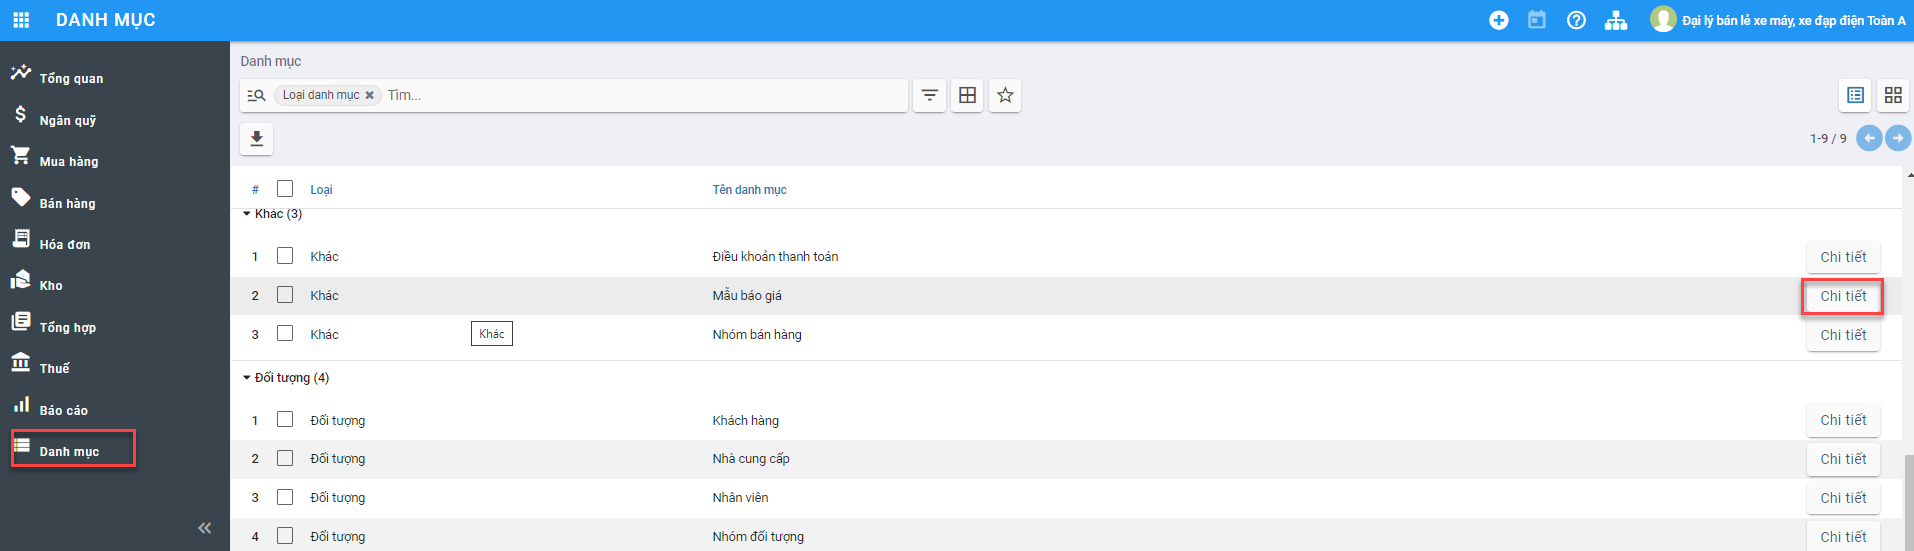 DANH MỤC
Đại lý bán lẻ xe máy, xe đạp điện Toàn A
Tổng quan
Ngân quỹ
Mua hàng
Bán hàng
Hóa đơn
Kho
Tổng hợp
Thuế
Báo cáo
Danh mục
Danh mục
Loại danh mục Tìm...
1-9 / 9
# Loại Tên danh mục
Khác (3)
1 Khác Điều khoản thanh toán Chi tiết
2 Khác Mẫu báo giá Chi tiết
3 Khác Khác Nhóm bán hàng Chi tiết
Đối tượng (4)
1 Đối tượng Khách hàng Chi tiết
2 Đối tượng Nhà cung cấp Chi tiết
3 Đối tượng Nhân viên Chi tiết
4 Đối tượng Nhóm đối tượng Chi tiết